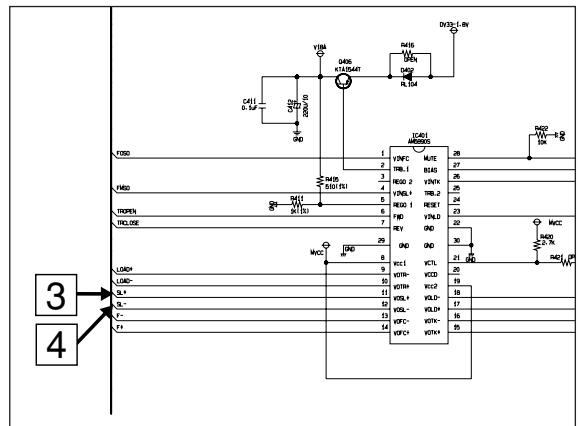 DV33-1.8V
V18A
Q406
KTA1544T
R416
OPEN
D402
RL104
C411
0.1uF
C412
220U/10
GND
IC401
AM5890S
R422
10K
FOSO
1 VINFC MUTE 28
2 TRB_1 BIAS 27
3 REGO 2 VINTK 26
FMSO
4 VINSL+ TRB_2 25
R415
510(1%)
5 REGO 1 RESET 24
GND
R411
1K(1%)
TROPEN
6 FWD VINLD 23
TRCLOSE
7 REV GND 22
MVCC
GND
29 GND GND 30
GND
MVCC
R420
2.7K
8 Vcc1 VCTL 21
R421
LOAD+
9 VOTR- VCCD 20
LOAD-
10 VOTR+ Vcc2 19
3
SL+
11 VOSL+ VOLD- 18
4
SL-
12 VOSL- VOLD+ 17
F-
13 VOFC- VOTK- 16
F+
14 VOFC+ VOTK+ 15